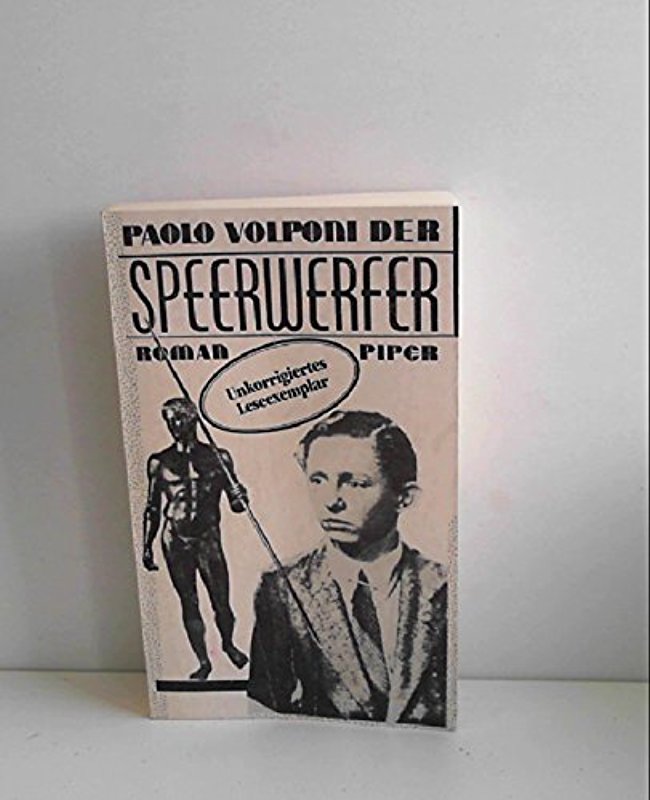 PAOLO VOLPONI DER
SPEERWERFER
ROMAN PIPER
Unkorrigiertes
Leseexemplar